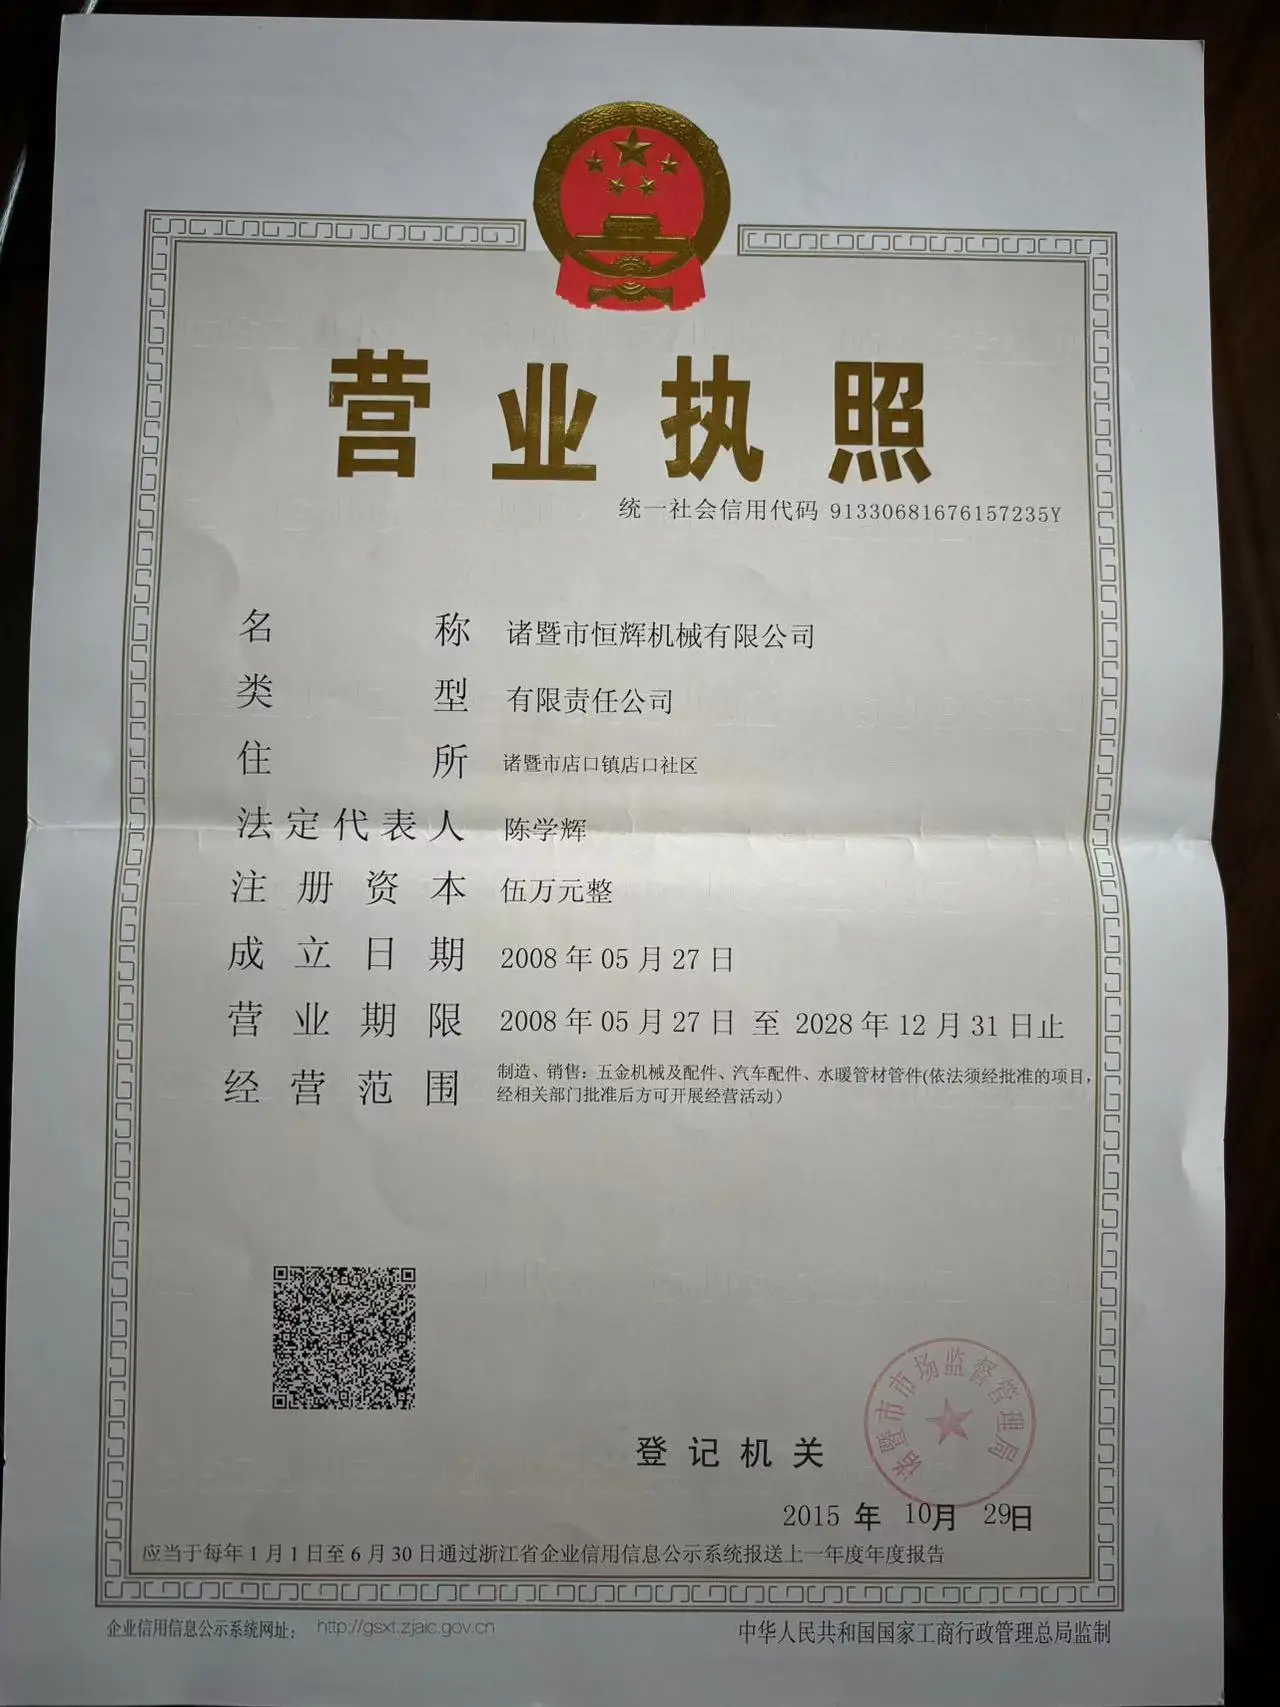 营业执照
统一社会信用代码 91330681676157235Y
名称 诸暨市恒辉机械有限公司
类型 有限责任公司
住所 诸暨市店口镇店口社区
法定代表人 陈学辉
注册资本 伍万元整
成立日期 2008年05月27日
营业期限 2008年05月27日 至 2028年12月31日止
经营范围 制造、销售：五金机械及配件、汽车配件、水暖管材管件(依法须经批准的项目,
经相关部门批准后方可开展经营活动）
诸暨市市场监督管理局
登记机关
2015 年 10月 29日
应当于每年1月1日至6月30日通过浙江省企业信用信息公示系统报送上一年度年度报告
企业信用信息公示系统网址： http://gsxt.zjaic.gov.cn
中华人民共和国国家工商行政管理总局监制